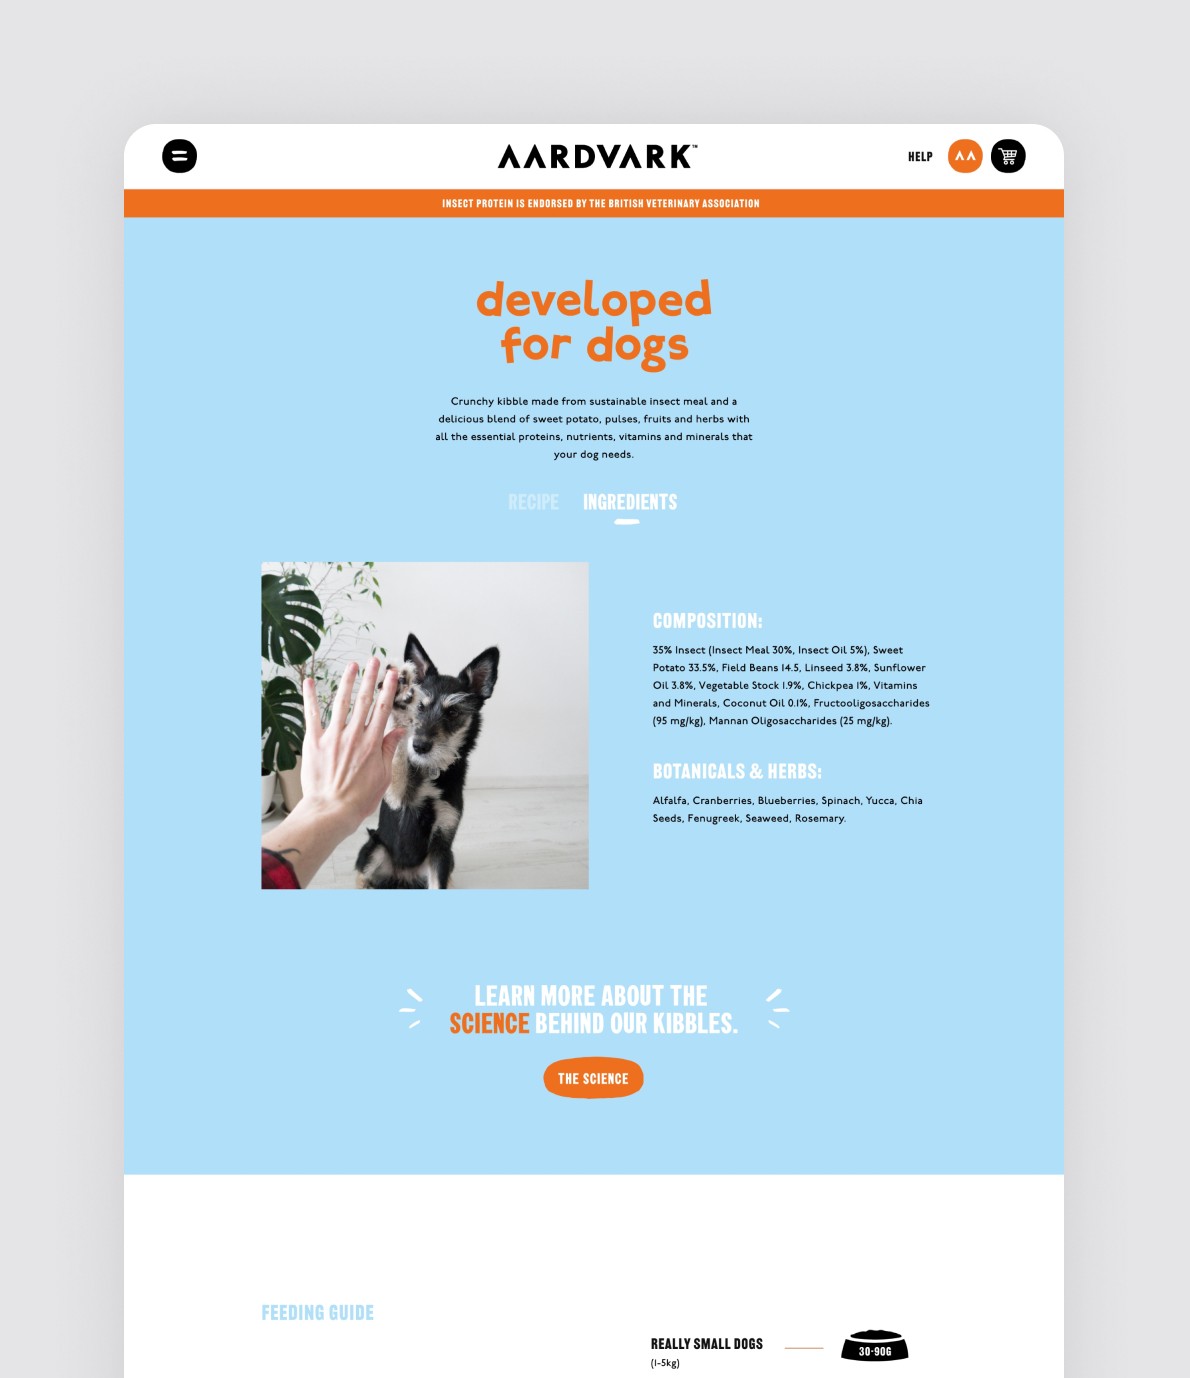 AARDVARK™
HELP
INSECT PROTEIN IS ENDORSED BY THE BRITISH VETERINARY ASSOCIATION
developed
for dogs
Crunchy kibble made from sustainable insect meal and a
delicious blend of sweet potato, pulses, fruits and herbs with
all the essential proteins, nutrients, vitamins and minerals that
your dog needs.
RECIPE INGREDIENTS
COMPOSITION:
35% Insect (Insect Meal 30%, Insect Oil 5%), Sweet
Potato 33.5%, Field Beans 14.5, Linseed 3.8%, Sunflower
Oil 3.8%, Vegetable Stock 1.9%, Chickpea 1%, Vitamins
and Minerals, Coconut Oil 0.1%, Fructooligosaccharides
(95 mg/kg), Mannan Oligosaccharides (25 mg/kg).
BOTANICALS & HERBS:
Alfalfa, Cranberries, Blueberries, Spinach, Yucca, Chia
Seeds, Fenugreek, Seaweed, Rosemary.
LEARN MORE ABOUT THE
SCIENCE BEHIND OUR KIBBLES.
THE SCIENCE
FEEDING GUIDE
REALLY SMALL DOGS
(1-5kg)
30-90G